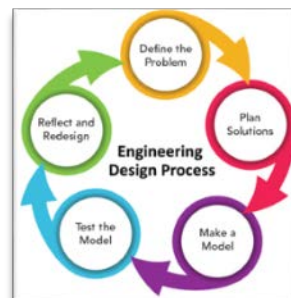 Define the
Problem
Plan
Solutions
Make a
Model
Test the
Model
Reflect and
Redesign
Engineering
Design Process